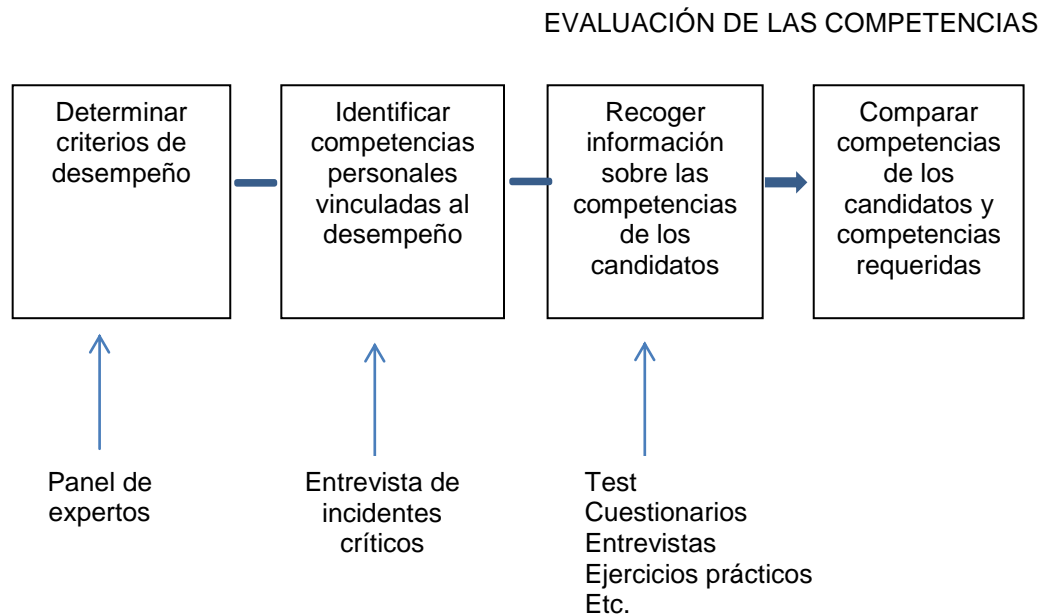 EVALUACIÓN DE LAS COMPETENCIAS
Determinar
criterios de
desempeño
Identificar
competencias
personales
vinculadas al
desempeño
Recoger
información
sobre las
competencias
de los
candidatos
Comparar
competencias
de los
candidatos y
competencias
requeridas
Panel de
expertos
Entrevista de
incidentes
críticos
Test
Cuestionarios
Entrevistas
Ejercicios prácticos
Etc.